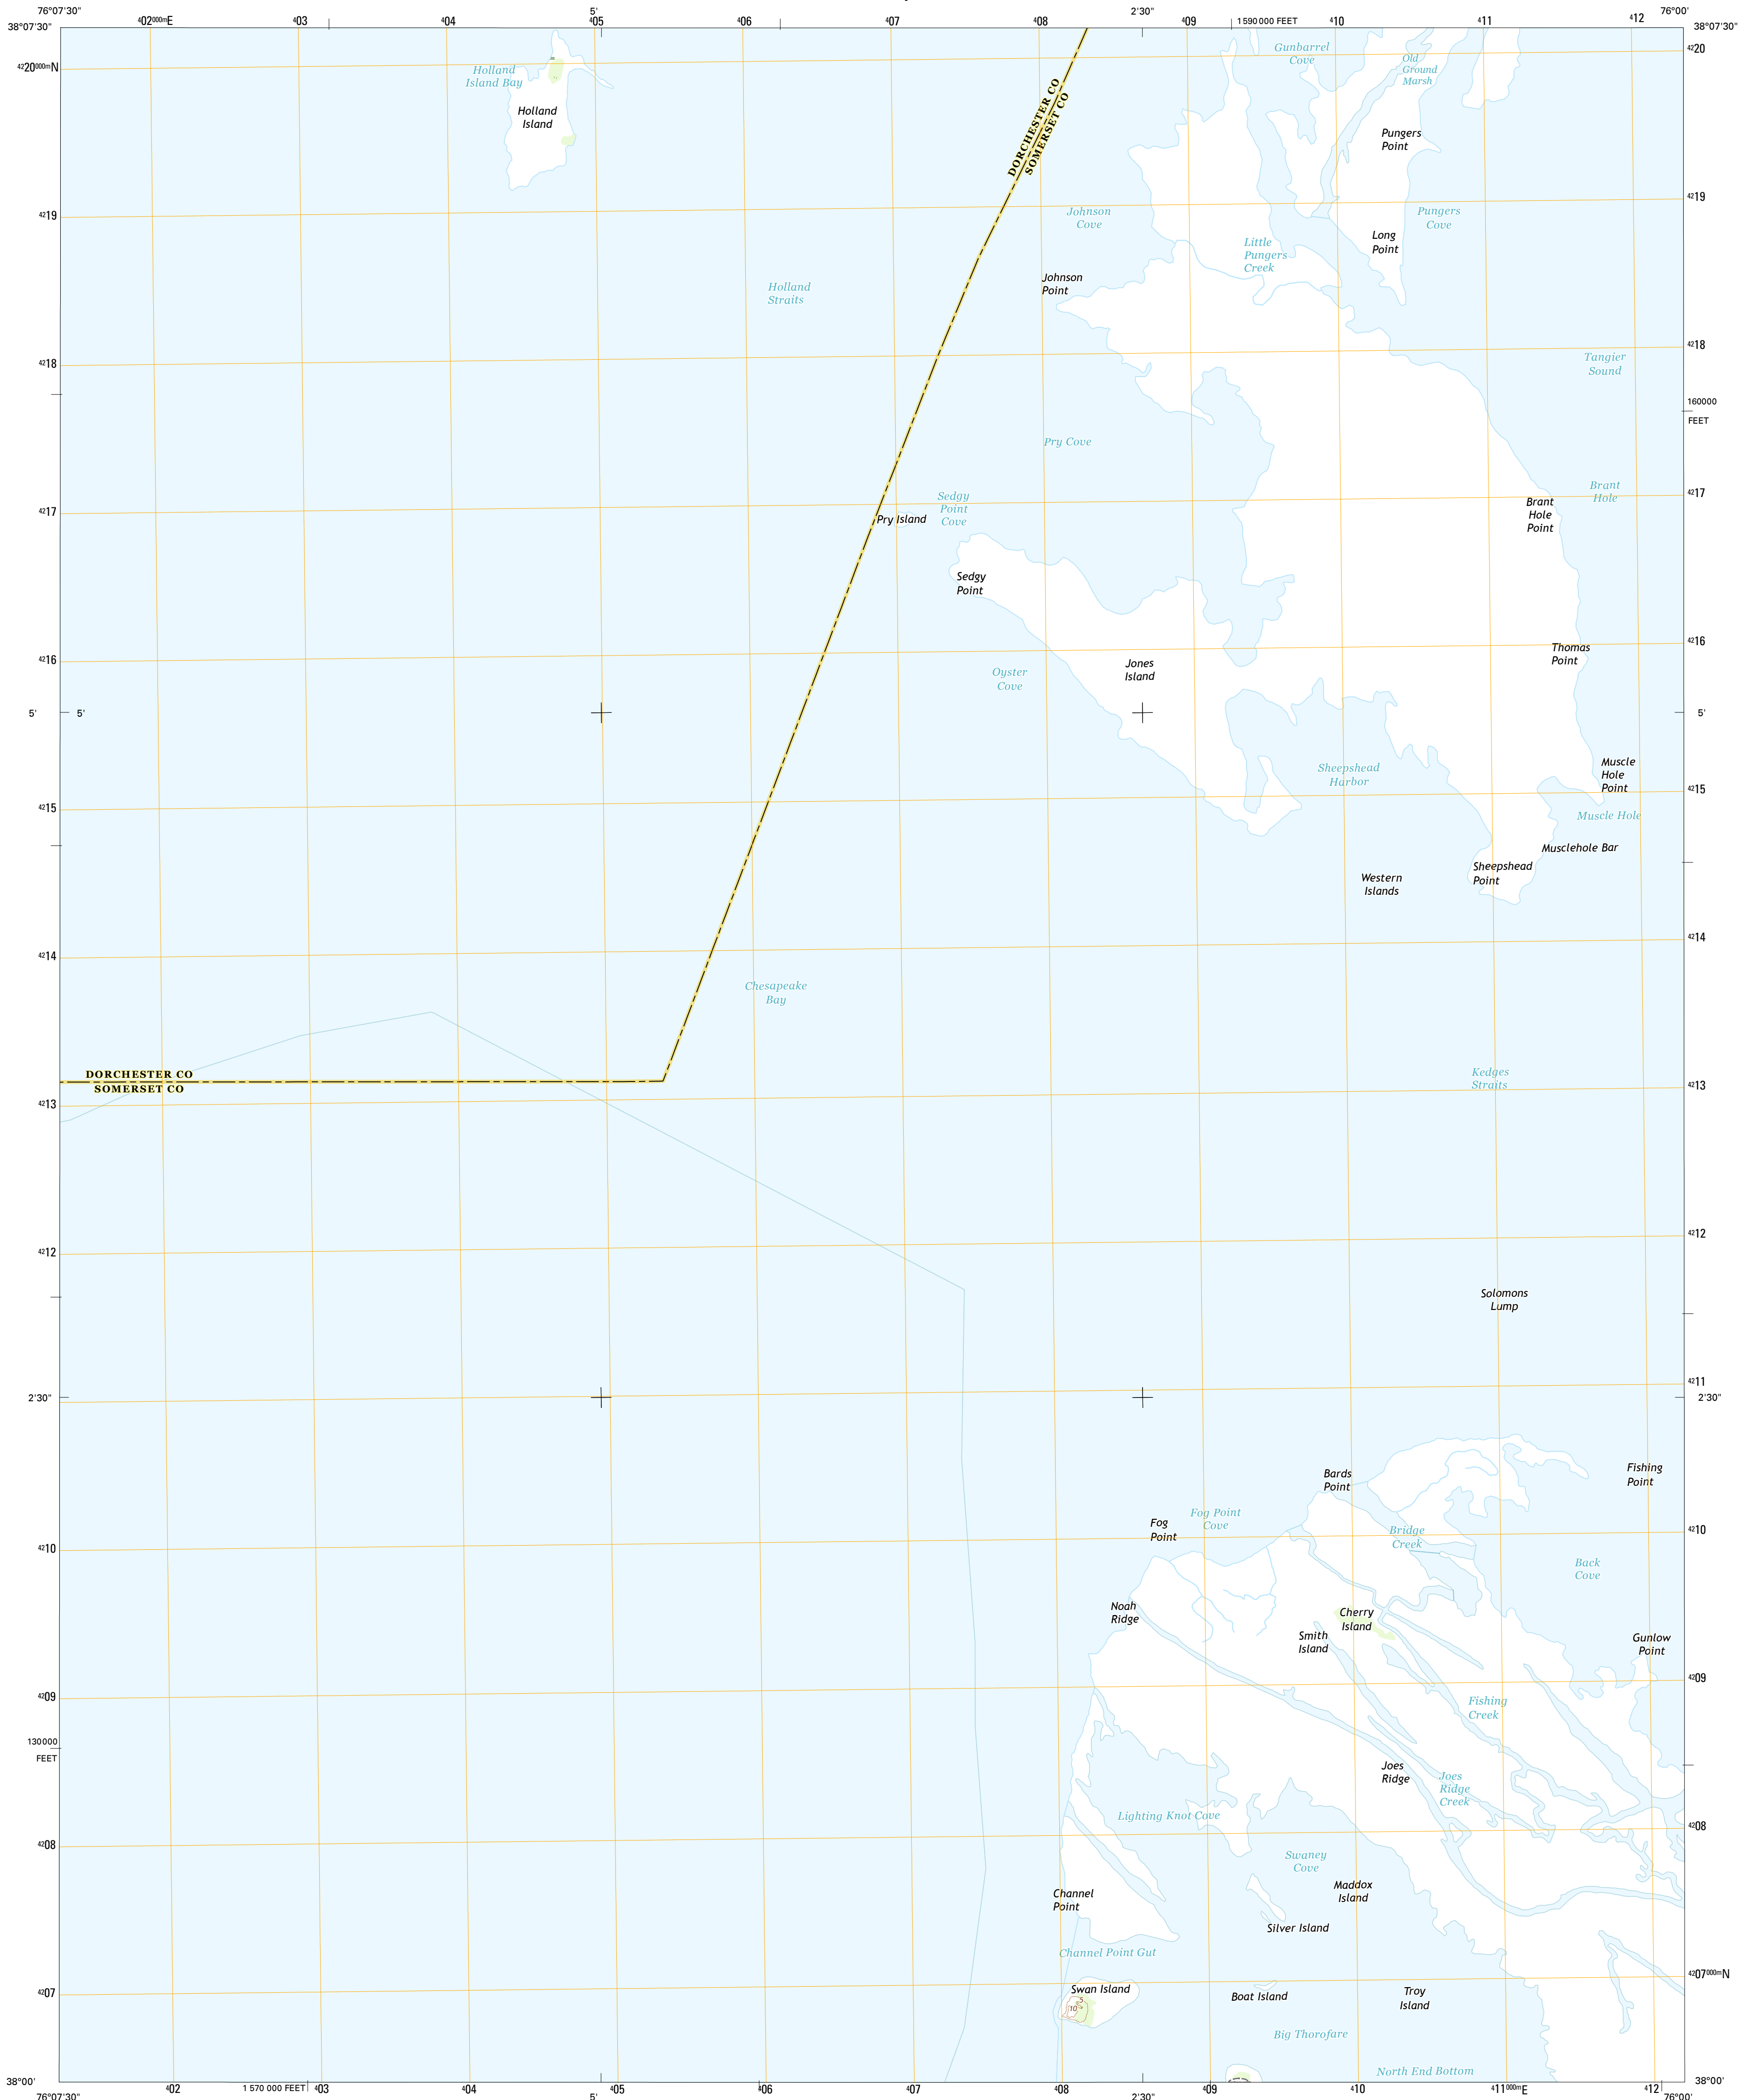 76°07'30"
402000mE
403
404
5'
405
406
407
408
2'30"
409
1 590 000 FEET
410
411
412
76°00'
38°07'30"
38°07'30"
4220000mN
4220
Holland
Island Bay
Holland
Island
DORCHESTER CO
SOMERSET CO
Gunbarrel
Cove
Old
Ground
Marsh
Pungers
Point
4219
4219
Johnson
Cove
Pungers
Cove
Long
Point
Little
Pungers
Creek
Johnson
Point
Holland
Straits
4218
4218
Tangier
Sound
160000
FEET
Pry Cove
4217
4217
Sedgy
Point
Cove
Pry Island
Brant
Hole
Brant
Hole
Point
Sedgy
Point
4216
4216
Thomas
Point
Jones
Island
Oyster
Cove
5'
5'
5'
Sheepshead
Harbor
Muscle
Hole
Point
4215
4215
Muscle Hole
Musclehole Bar
Sheepshead
Point
Western
Islands
4214
4214
Chesapeake
Bay
DORCHESTER CO
SOMERSET CO
Kedges
Straits
4213
4213
4212
4212
Solomons
Lump
4211
2'30"
2'30"
Bards
Point
Fishing
Point
Fog Point
Cove
Fog
Point
Bridge
Creek
4210
4210
Back
Cove
Noah
Ridge
Cherry
Island
Smith
Island
Gunlow
Point
4209
4209
Fishing
Creek
130000
FEET
Joes
Ridge
Joes
Ridge
Creek
Lighting Knot Cove
4208
4208
Swaney
Cove
Maddox
Island
Channel
Point
Silver Island
Channel Point Gut
4207
4207000mN
Swan Island
5
10
Boat Island
Troy
Island
Big Thorofare
North End Bottom
38°00'
38°00'
76°07'30"
402
1 570 000 FEET
403
404
5'
405
406
407
408
2'30"
409
410
411000mE
412
76°00'